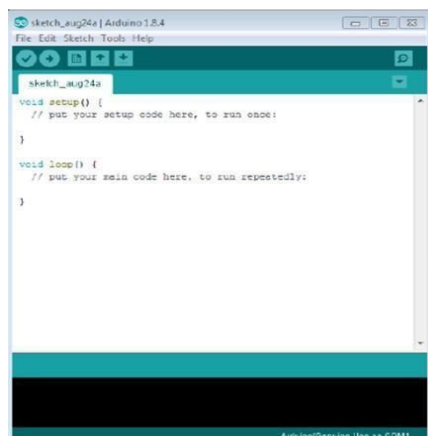 sketch_aug24a | Arduino 1.8.4
File Edit Sketch Tools Help
sketch_aug24a
void setup() {
// put your setup code here, to run once:
}
void loop() {
// put your main code here, to run repeatedly:
}